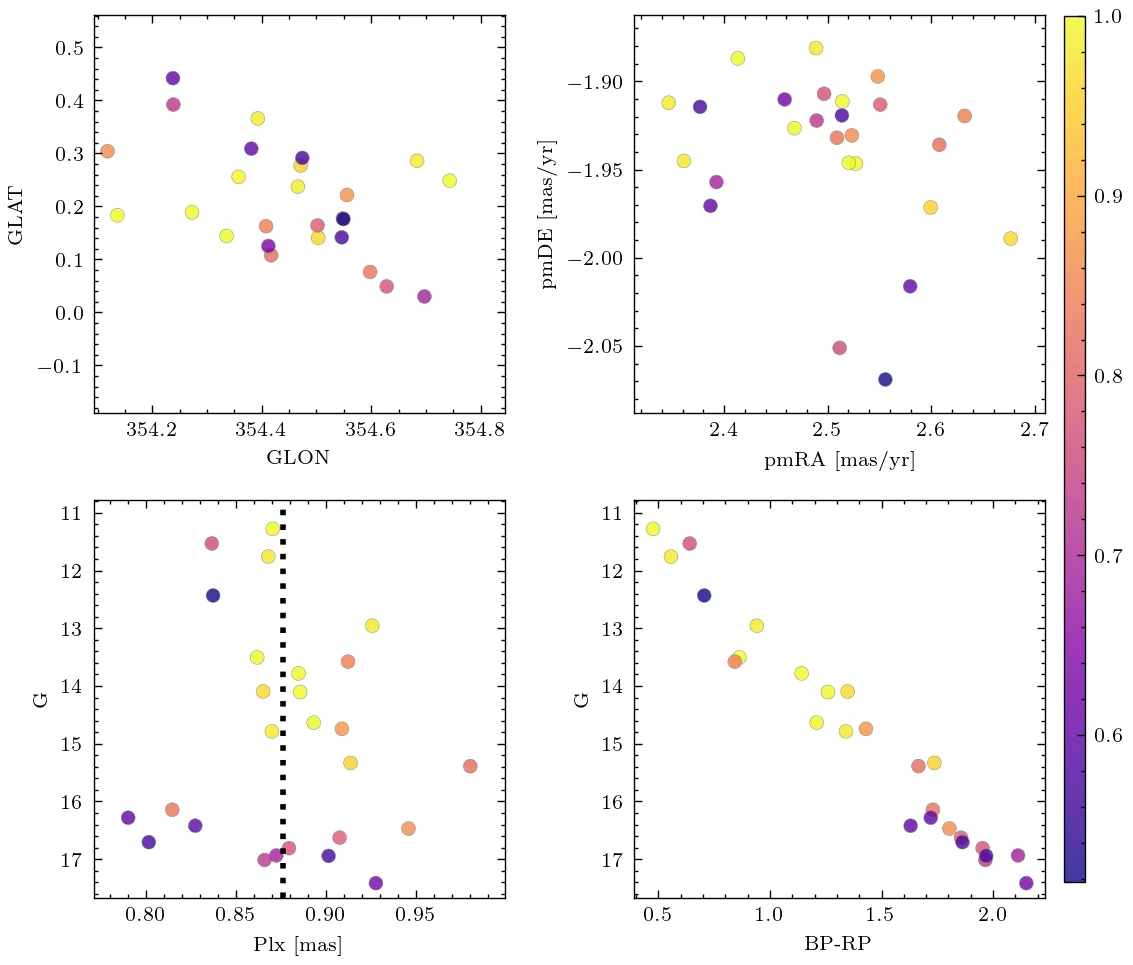 0.5
0.4
0.3
0.2
0.1
0.0
−0.1
GLAT
354.2 354.4 354.6 354.8
GLON
−1.90
−1.95
−2.00
−2.05
pmDE [mas/yr]
2.4 2.5 2.6 2.7
pmRA [mas/yr]
1.0
0.9
0.8
0.7
0.6
11
12
13
14
15
16
17
G
0.80 0.85 0.90 0.95
Plx [mas]
11
12
13
14
15
16
17
G
0.5 1.0 1.5 2.0
BP-RP